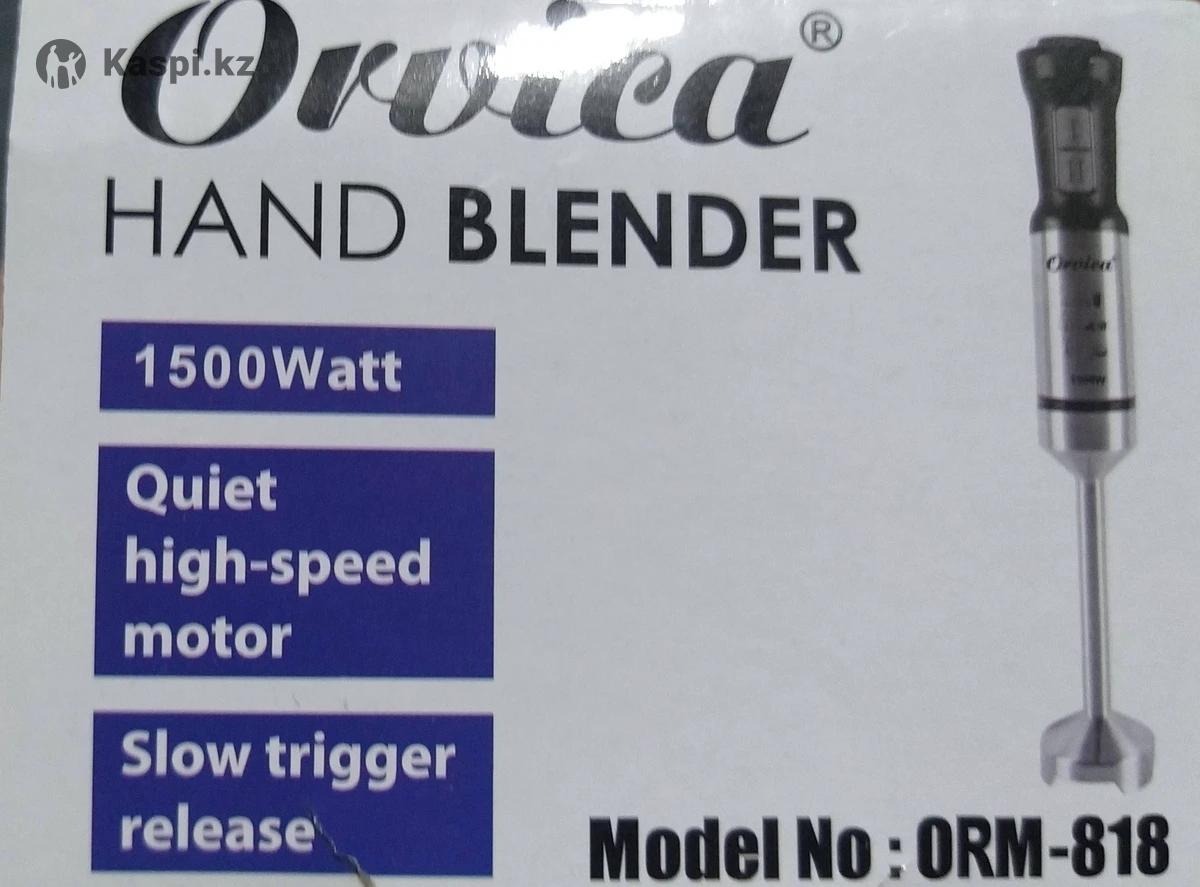 Kaspi.kz
Orvica®
HAND BLENDER
1500Watt
Quiet
high-speed
motor
Slow trigger
release
Orvica
Model No : ORM-818